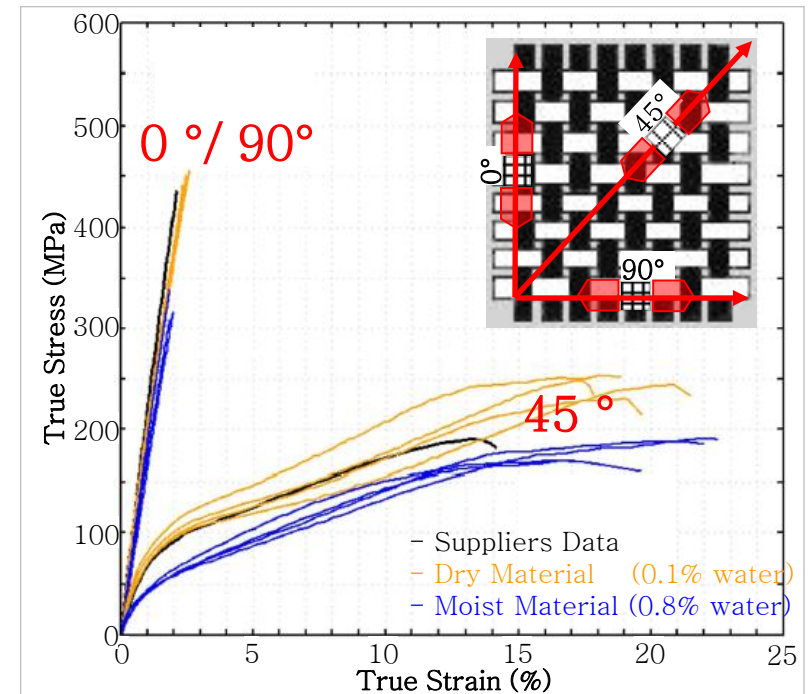 600
500
400
300
200
100
0
True Stress (MPa)
0 °/ 90°
45°
0°
90°
45 °
- Suppliers Data
- Dry Material (0.1% water)
- Moist Material (0.8% water)
0 5 10 15 20 25
True Strain (%)